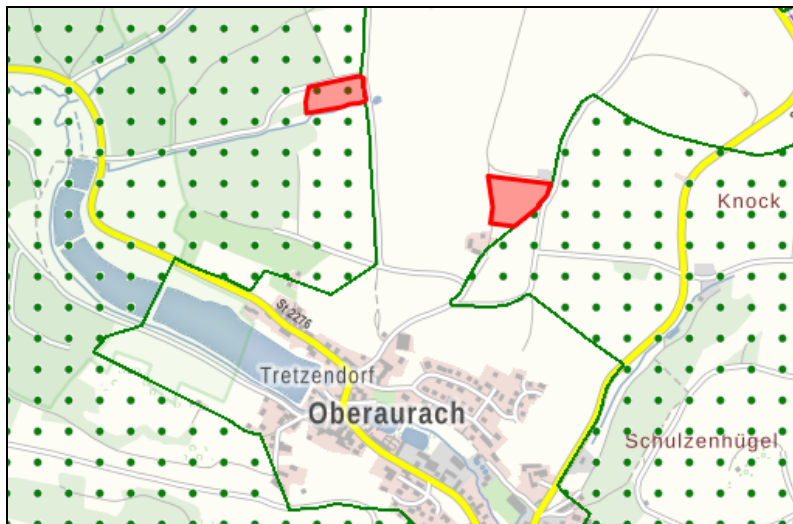 Knock
St 2276
Tretzendorf
Oberaurach
Schulzenhügel